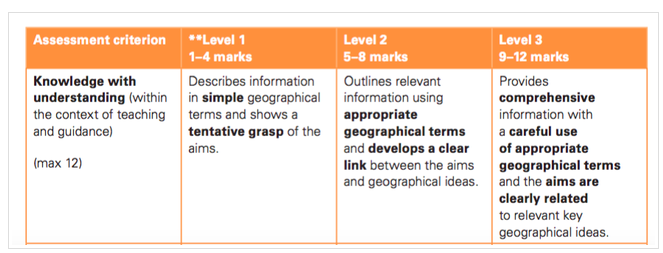 Assessment criterion
**Level 1
1–4 marks
Level 2
5–8 marks
Level 3
9–12 marks
Knowledge with
understanding (within
the context of teaching
and guidance)
(max 12)
Describes information
in simple geographical
terms and shows a
tentative grasp of the
aims.
Outlines relevant
information using
appropriate
geographical terms
and develops a clear
link between the aims
and geographical ideas.
Provides
comprehensive
information with
a careful use
of appropriate
geographical terms
and the aims are
clearly related
to relevant key
geographical ideas.